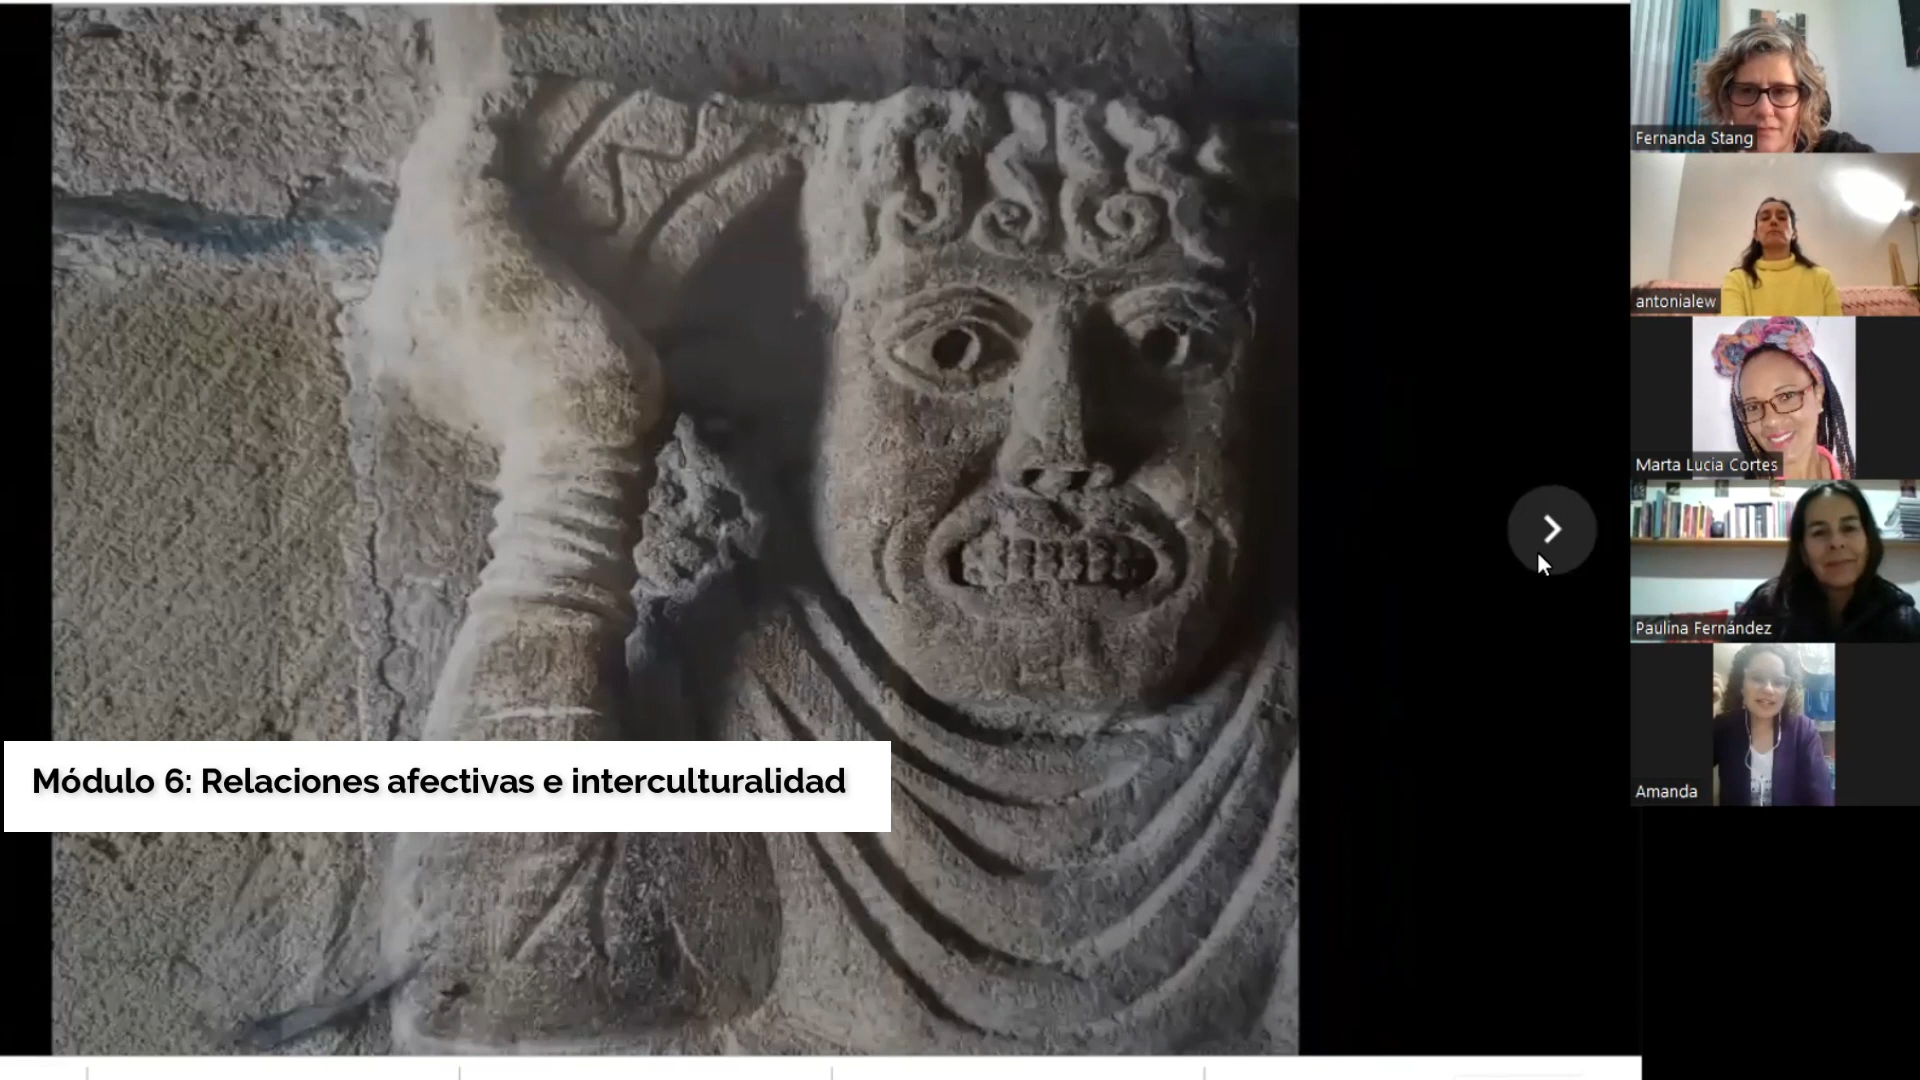 Fernanda Stang
antonialew
Marta Lucia Cortes
Paulina Fernández
Amanda
Módulo 6: Relaciones afectivas e interculturalidad